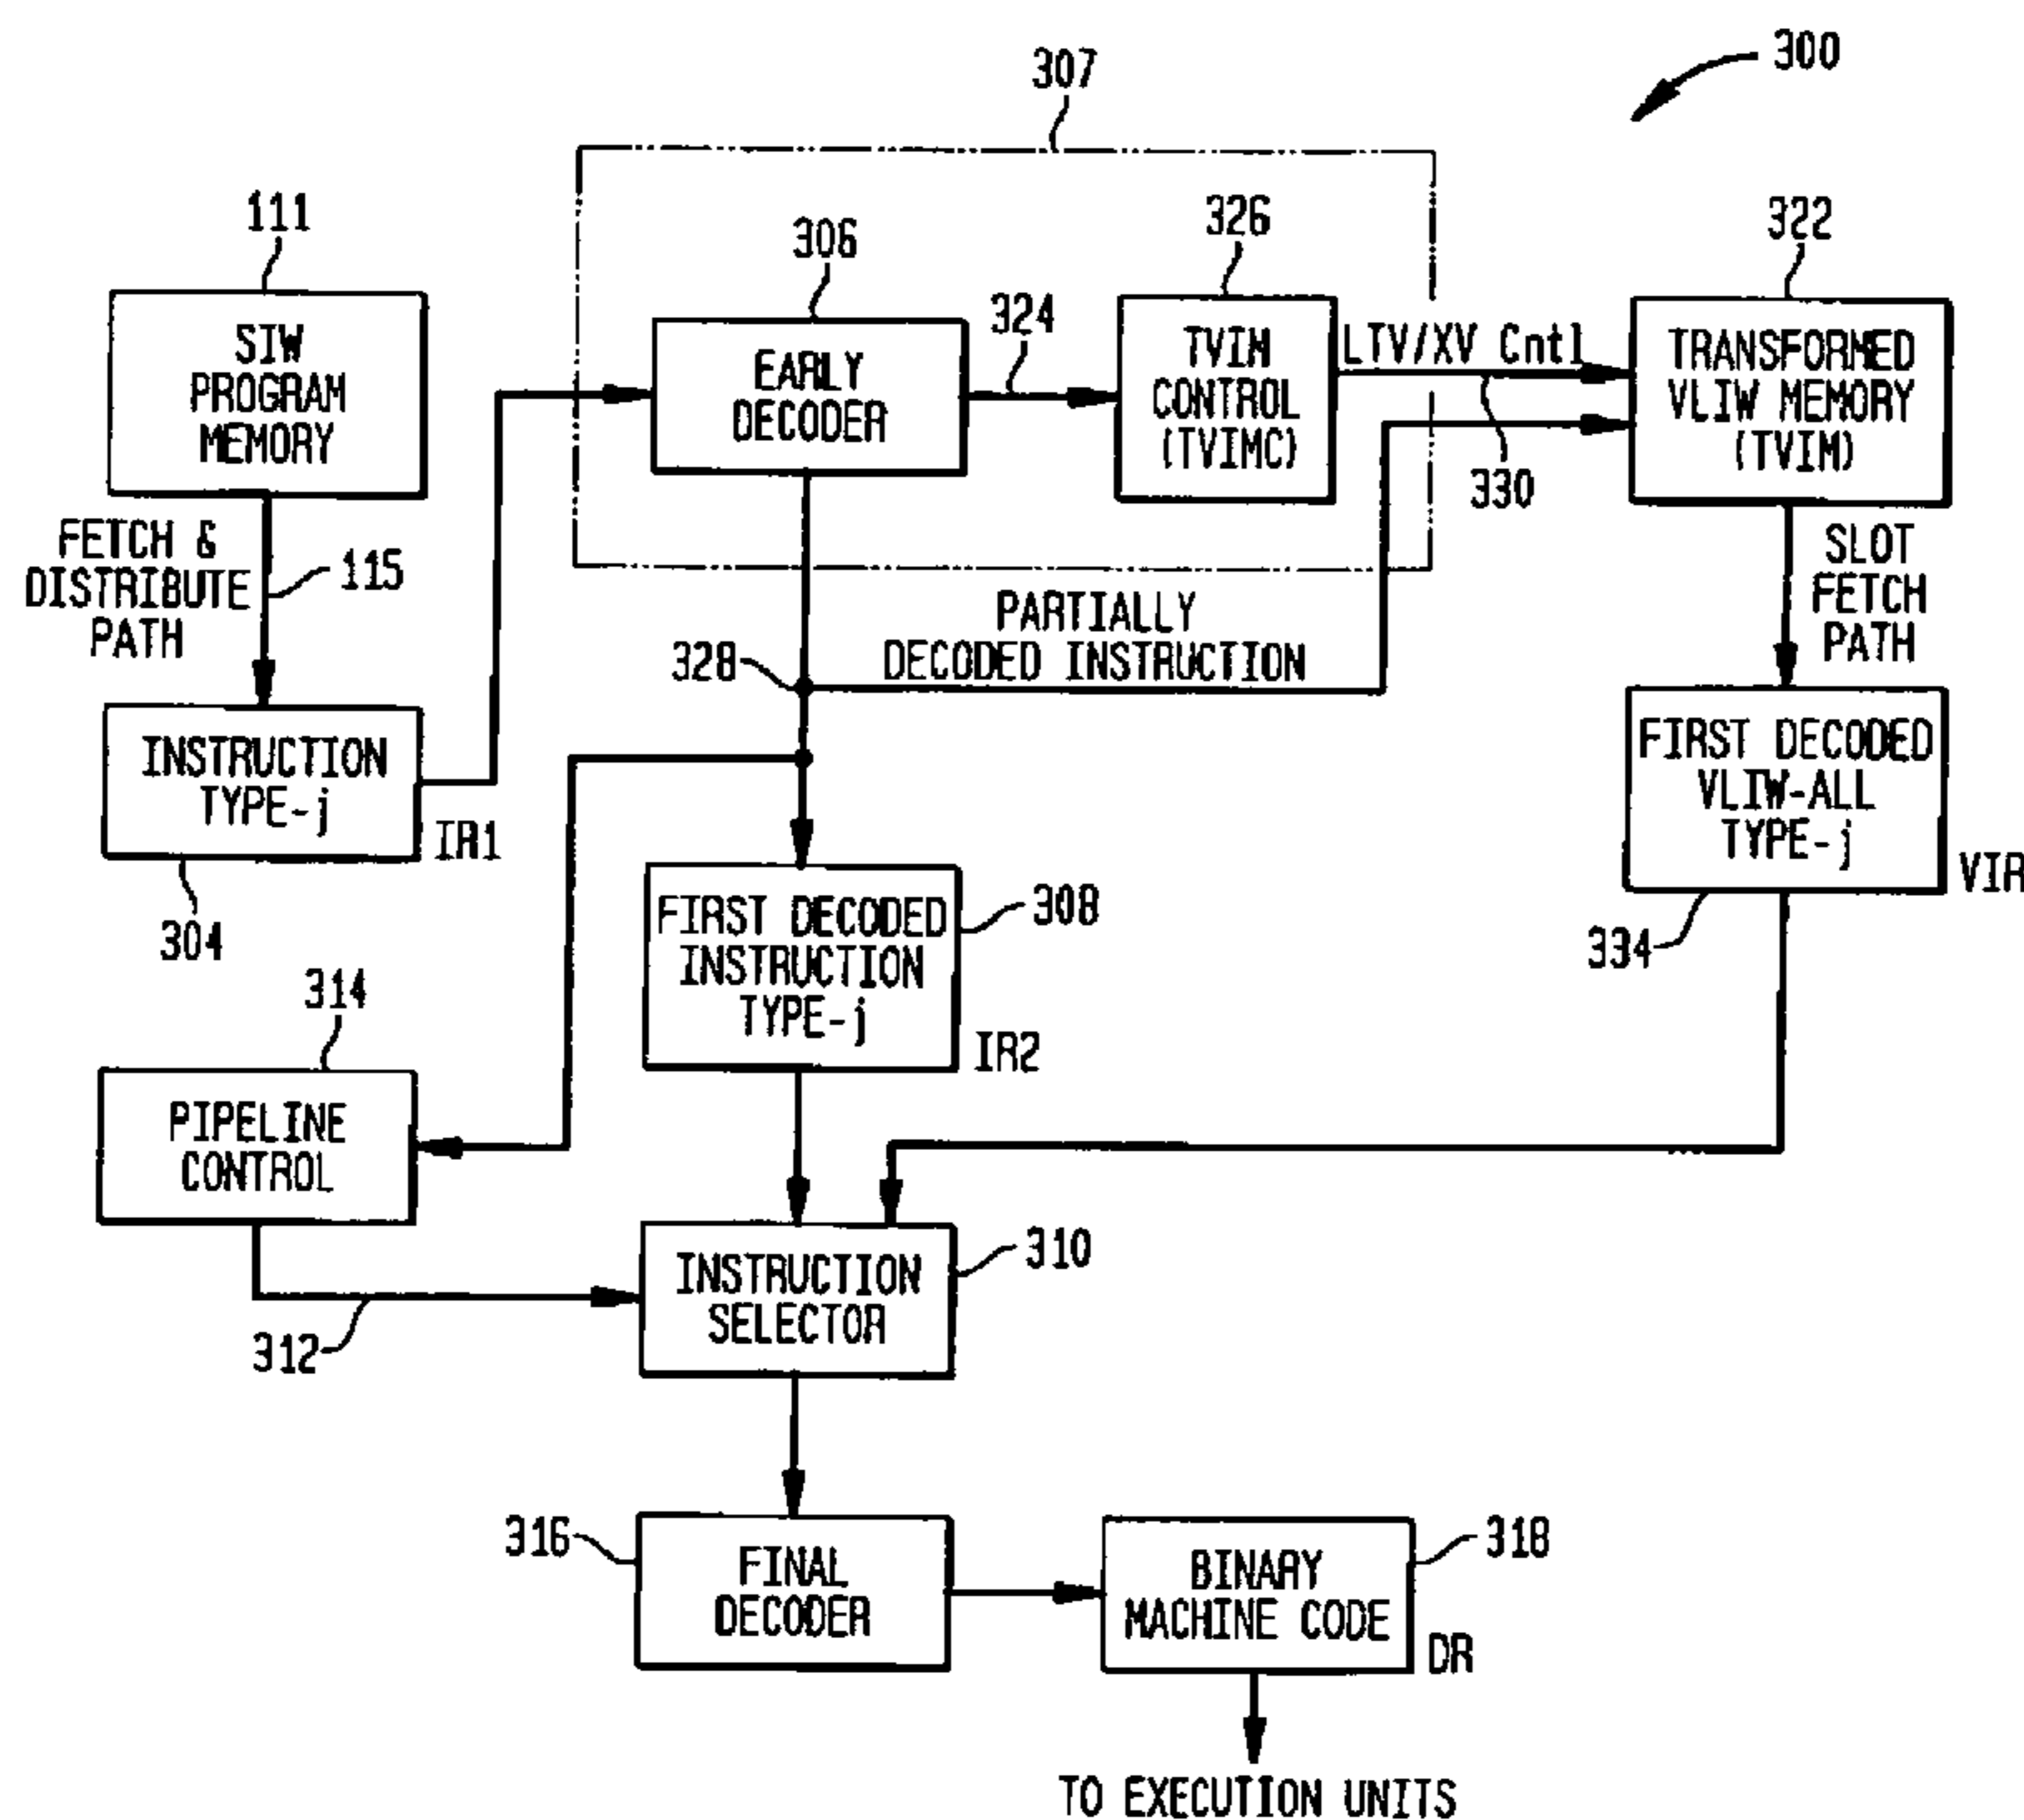 300
307
111
306
326
322
SIW
PROGRAM
MEMORY
EARLY
DECODER
324
TVIM
CONTROL
(TVIMC)
LTV/XV Cntl
330
TRANSFORMED
VLIW MEMORY
(TVIM)
FETCH &
DISTRIBUTE
PATH
115
SLOT
FETCH
PATH
328
PARTIALLY
DECODED INSTRUCTION
INSTRUCTION
TYPE-j
IR1
304
FIRST DECODED
VLIW-ALL
TYPE-j
VIR
334
FIRST DECODED
INSTRUCTION
TYPE-j
308
IR2
314
PIPELINE
CONTROL
312
INSTRUCTION
SELECTOR
310
316
FINAL
DECODER
BINARY
MACHINE CODE
318
DR
TO EXECUTION UNITS